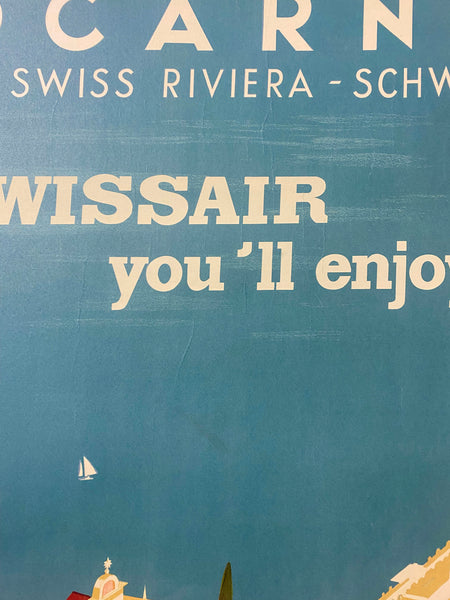 OCARN
SWISS RIVIERA - SCHW
WISSAIR
you'll enjoy